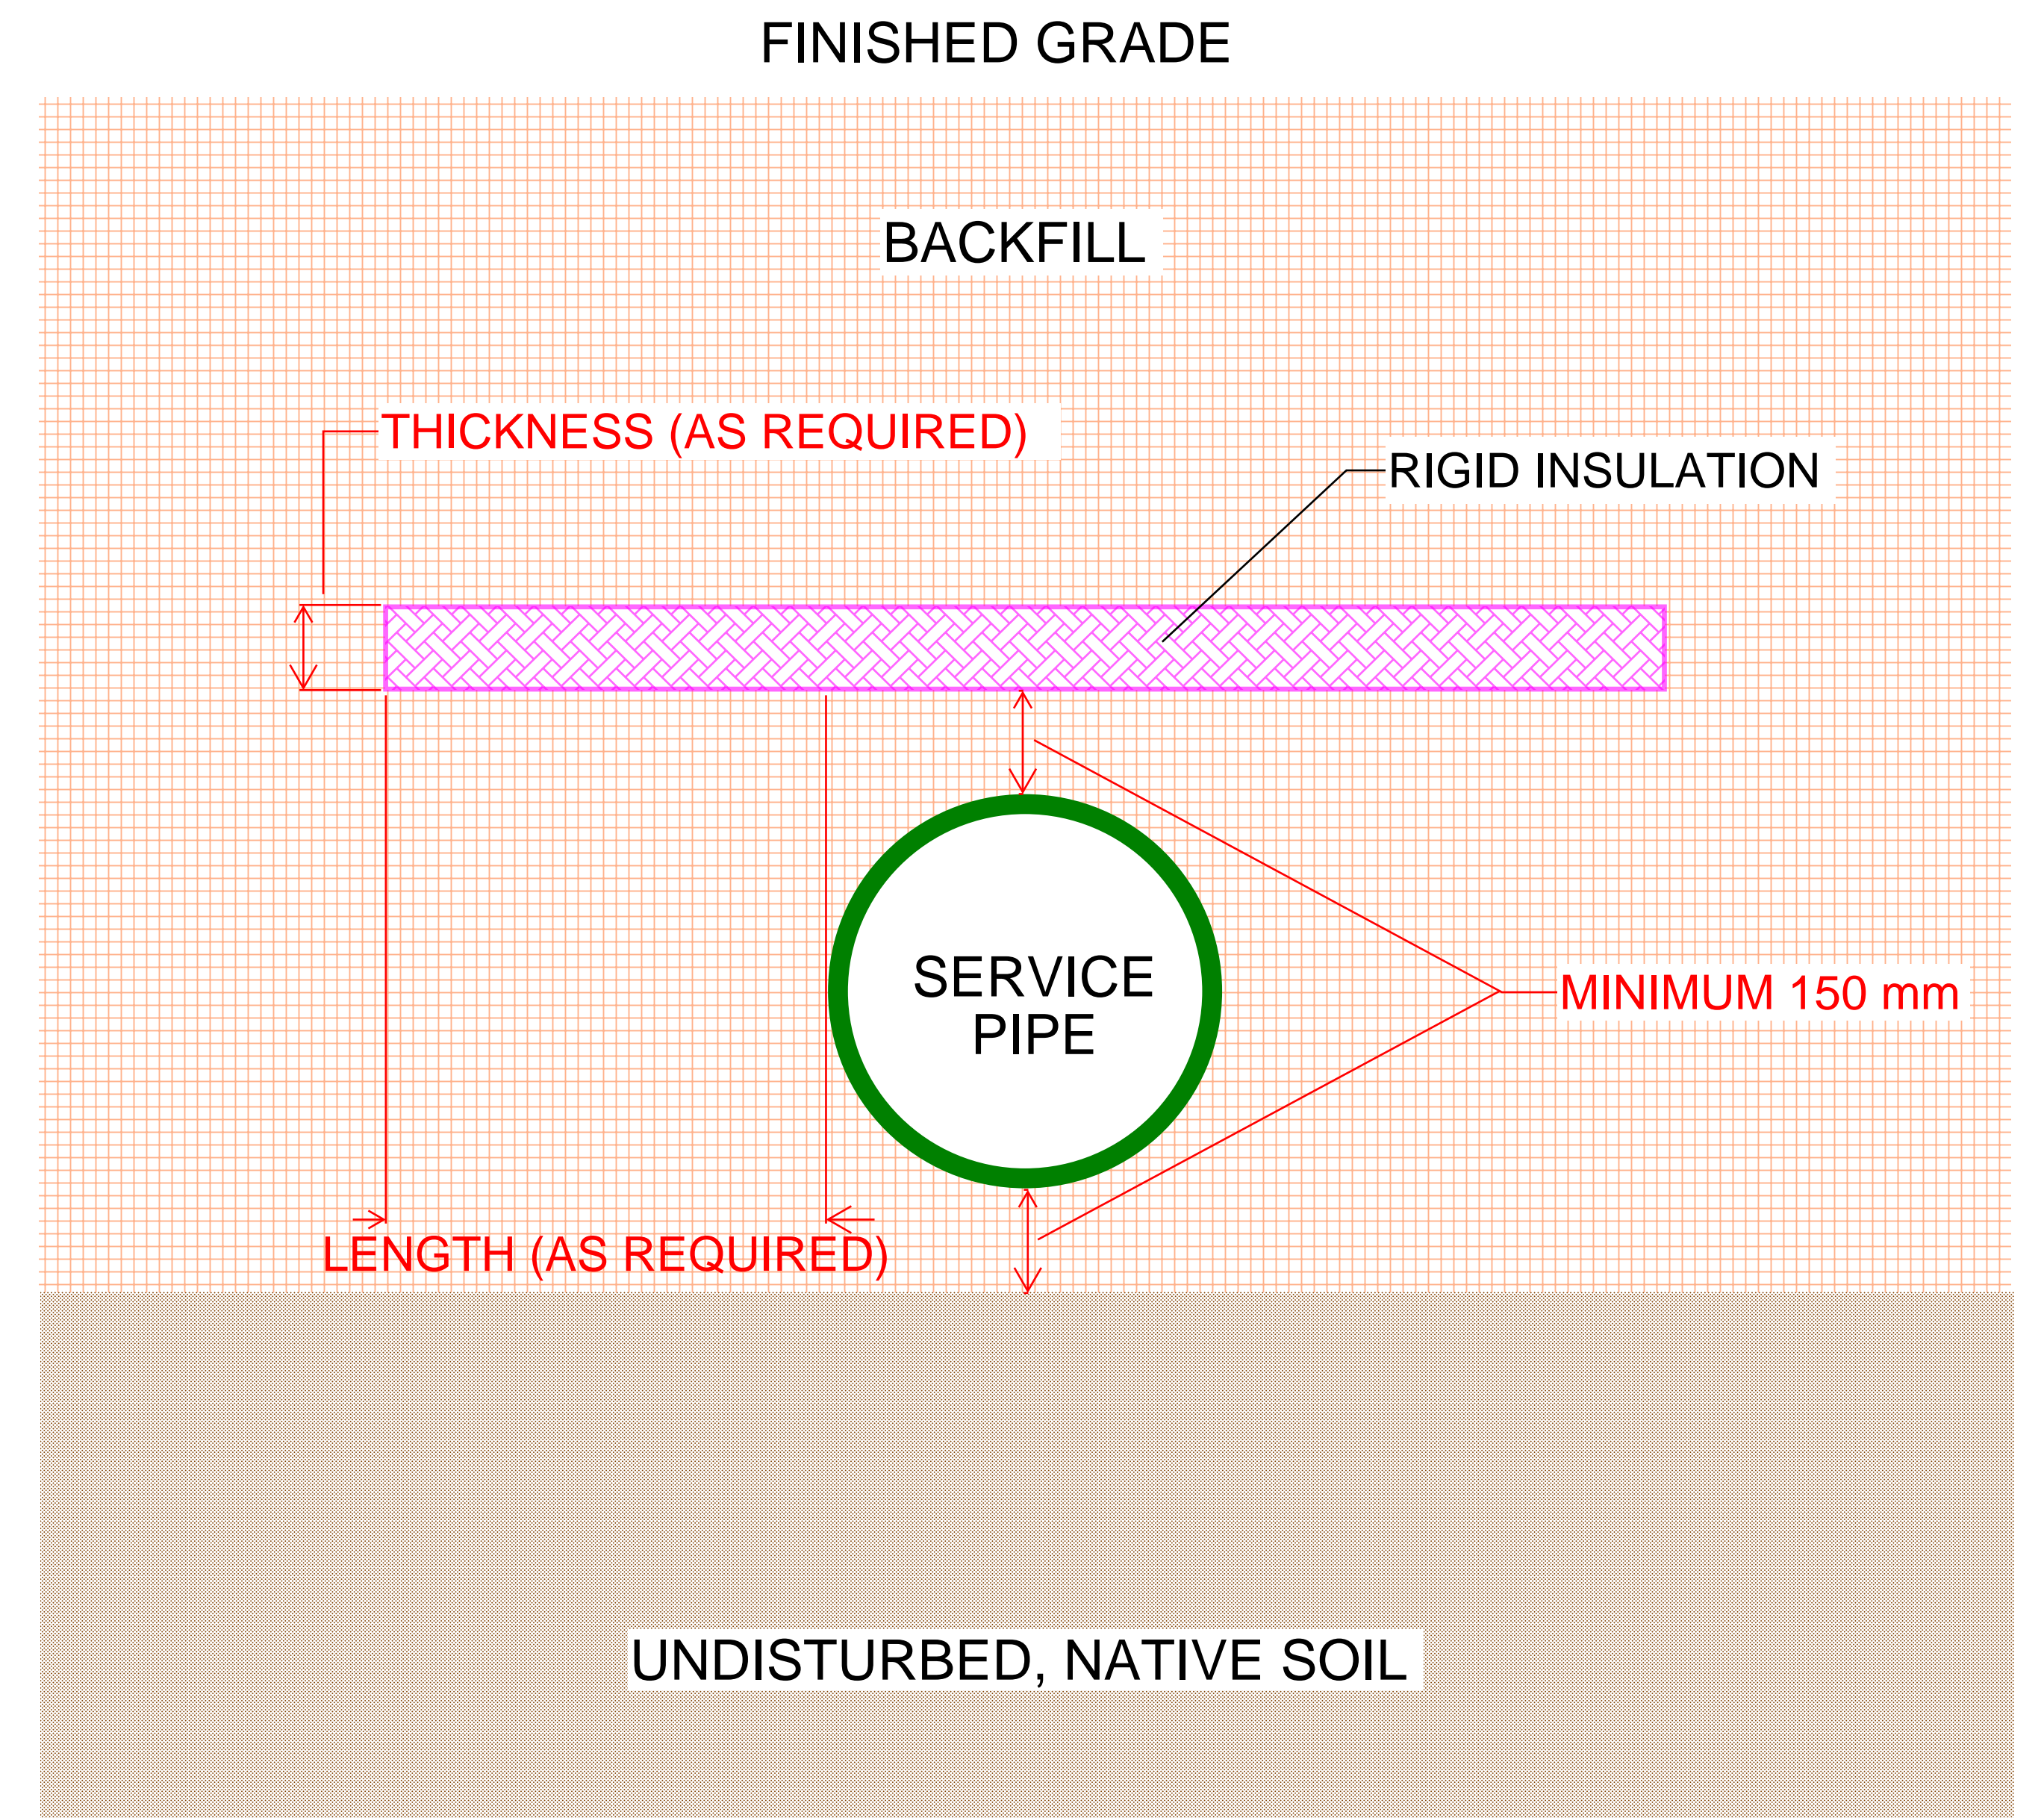 FINISHED GRADE
BACKFILL
THICKNESS (AS REQUIRED)
RIGID INSULATION
SERVICE
PIPE
MINIMUM 150 mm
LENGTH (AS REQUIRED)
UNDISTURBED, NATIVE SOIL